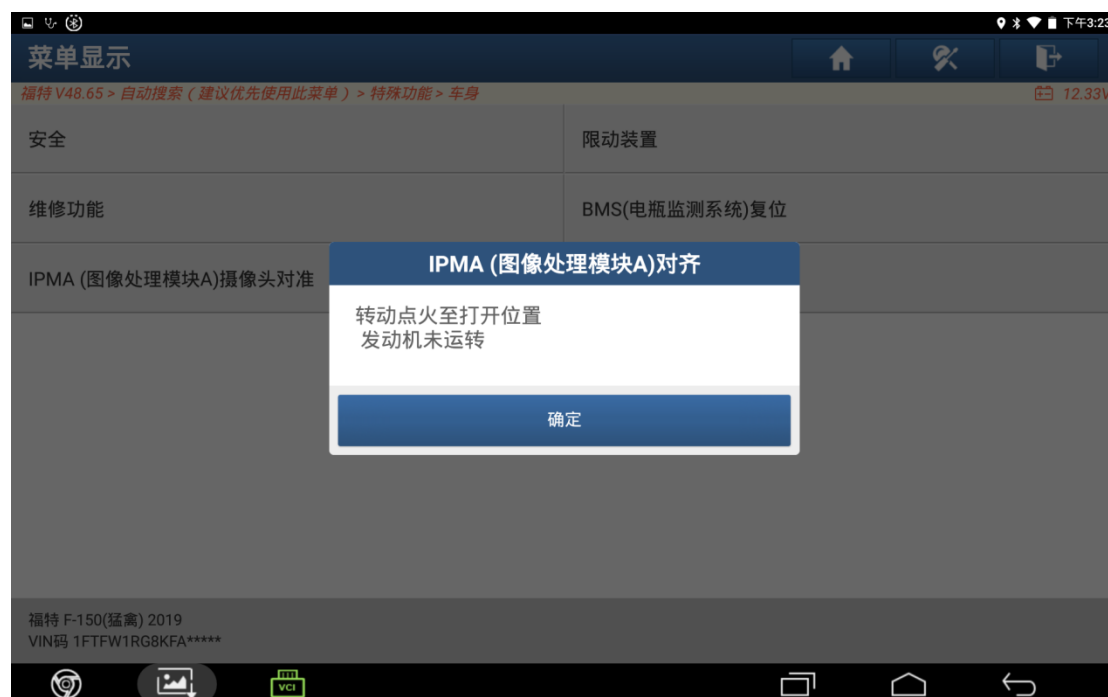 下午3:23
菜单显示
福特 V48.65 > 自动搜索 ( 建议优先使用此菜单 ) > 特殊功能 > 车身
12.33V
安全
限动装置
维修功能
BMS(电瓶监测系统)复位
IPMA (图像处理模块A)摄像头对准
IPMA (图像处理模块A)对齐
转动点火至打开位置
发动机未运转
确定
福特 F-150(猛禽) 2019
VIN码 1FTFW1RG8KFA*****
VCI